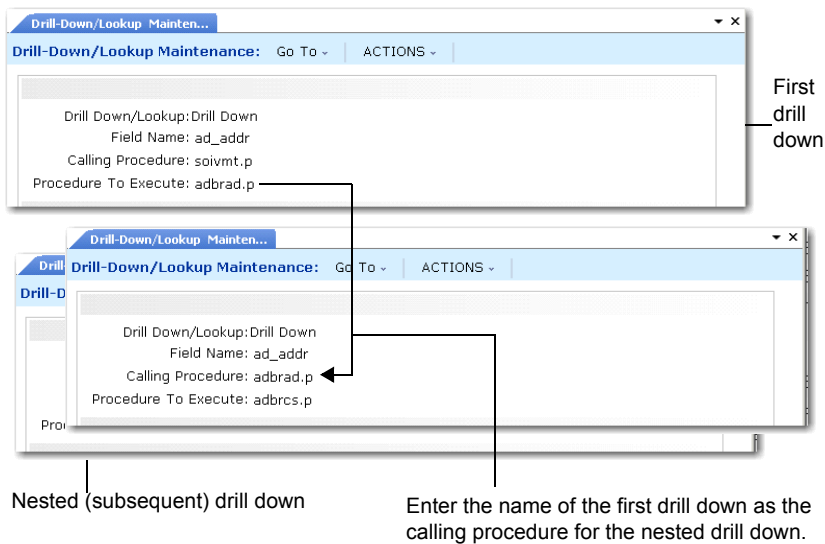 Drill-Down/Lookup Mainten...
Drill-Down/Lookup Maintenance: Go To ACTIONS
Drill Down/Lookup: Drill Down
Field Name: ad_addr
Calling Procedure: soivmt.p
Procedure To Execute: adbrad.p
First
drill
down
Drill-Down/Lookup Mainten...
Drill
Drill-Down/Lookup Maintenance: Go To ACTIONS
Drill-D
Drill Down/Lookup: Drill Down
Field Name: ad_addr
Calling Procedure: adbrad.p
Procedure To Execute: adbrcs.p
Pro
Nested (subsequent) drill down
Enter the name of the first drill down as the
calling procedure for the nested drill down.